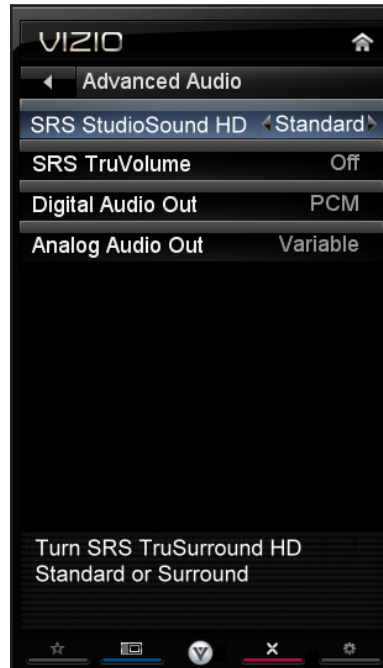 VIZIO
Advanced Audio
SRS StudioSound HD Standard
SRS TruVolume Off
Digital Audio Out PCM
Analog Audio Out Variable
Turn SRS TruSurround HD
Standard or Surround
V